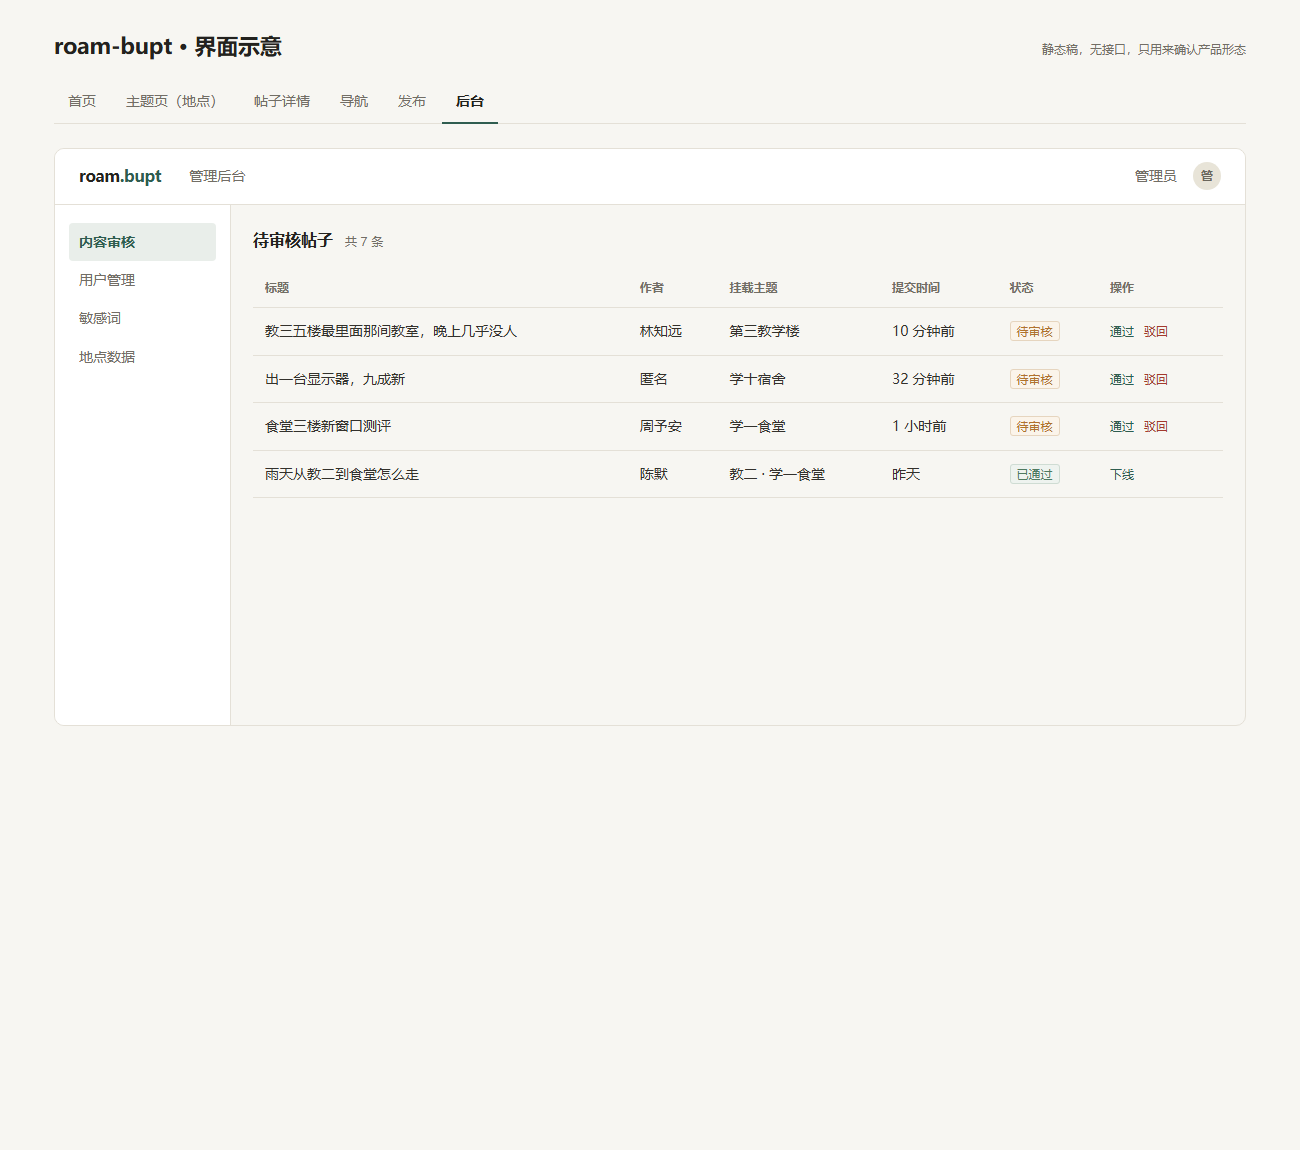 roam-bupt · 界面示意
静态稿，无接口，只用来确认产品形态
首页 主题页（地点） 帖子详情 导航 发布 后台
roam.bupt 管理后台 管理员 管
内容审核
用户管理
敏感词
地点数据
待审核帖子 共 7 条
标题 作者 挂载主题 提交时间 状态 操作
教三五楼最里面那间教室，晚上几乎没人 林知远 第三教学楼 10 分钟前 待审核 通过 驳回
出一台显示器，九成新 匿名 学十宿舍 32 分钟前 待审核 通过 驳回
食堂三楼新窗口测评 周予安 学一食堂 1 小时前 待审核 通过 驳回
雨天从教二到食堂怎么走 陈默 教二 · 学一食堂 昨天 已通过 下线